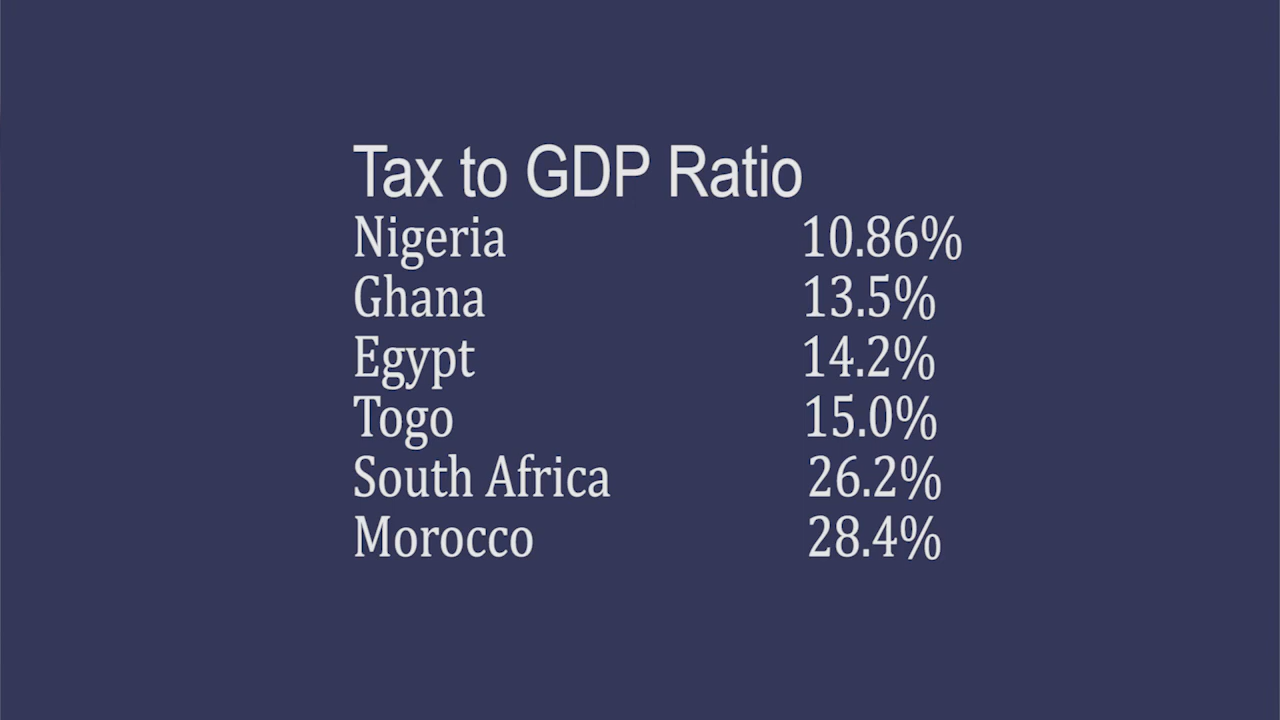 Tax to GDP Ratio
Nigeria 10.86%
Ghana 13.5%
Egypt 14.2%
Togo 15.0%
South Africa 26.2%
Morocco 28.4%